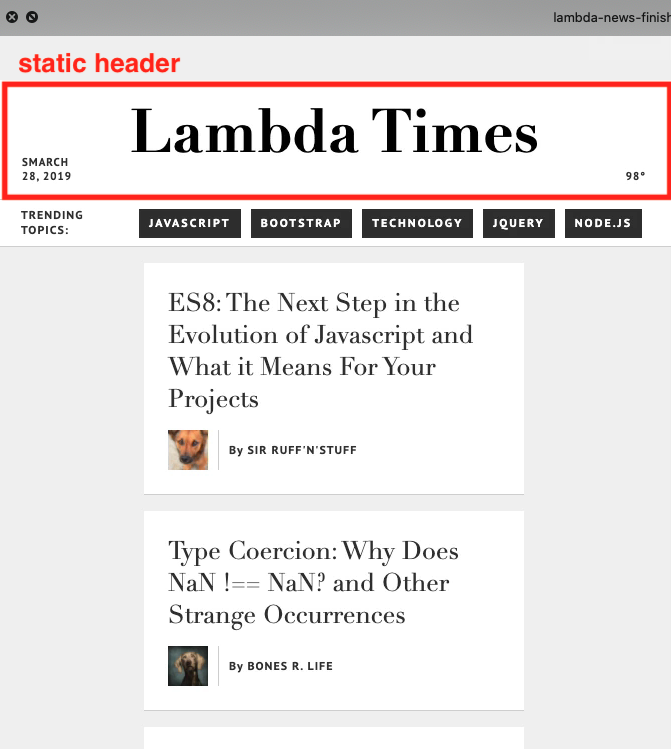 lambda-news-finish
static header
Lambda Times
SMARCH
28, 2019
98°
TRENDING
TOPICS:
JAVASCRIPT BOOTSTRAP TECHNOLOGY JQUERY NODE.JS
ES8: The Next Step in the
Evolution of Javascript and
What it Means For Your
Projects
By SIR RUFF'N'STUFF
Type Coercion: Why Does
NaN !== NaN? and Other
Strange Occurrences
By BONES R. LIFE